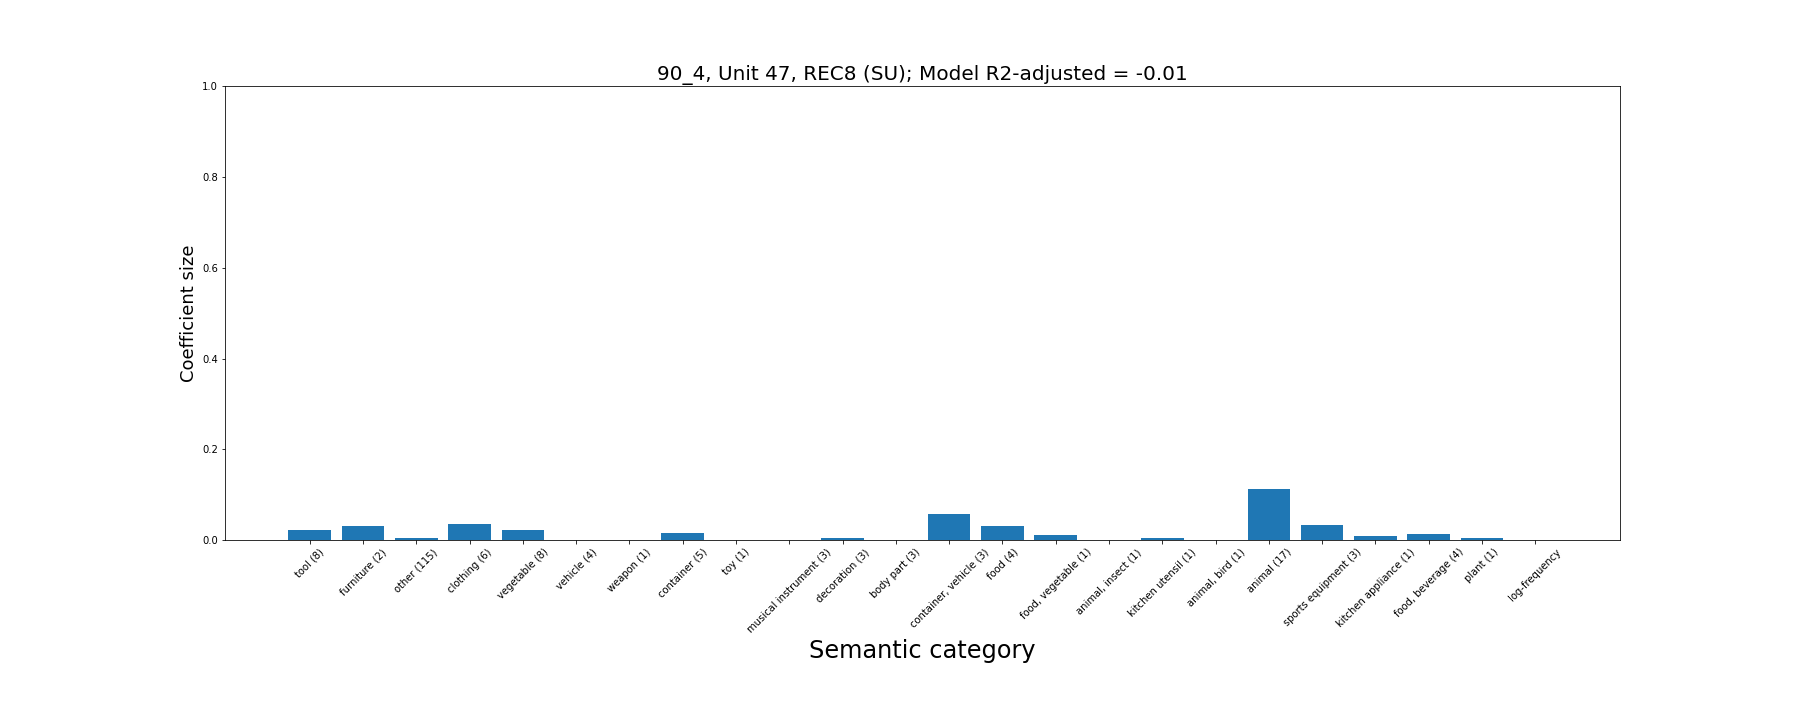 90_4, Unit 47, REC8 (SU); Model R2-adjusted = -0.01
Coefficient size
1.0
0.8
0.6
0.4
0.2
0.0
tool (8)
furniture (2)
other (115)
clothing (6)
vegetable (8)
vehicle (4)
weapon (1)
container (5)
toy (1)
musical instrument (3)
decoration (3)
body part (3)
container, vehicle (3)
food (4)
food, vegetable (1)
animal, insect (1)
kitchen utensil (1)
animal, bird (1)
animal (17)
sports equipment (3)
kitchen appliance (1)
food, beverage (4)
plant (1)
log-frequency
Semantic category